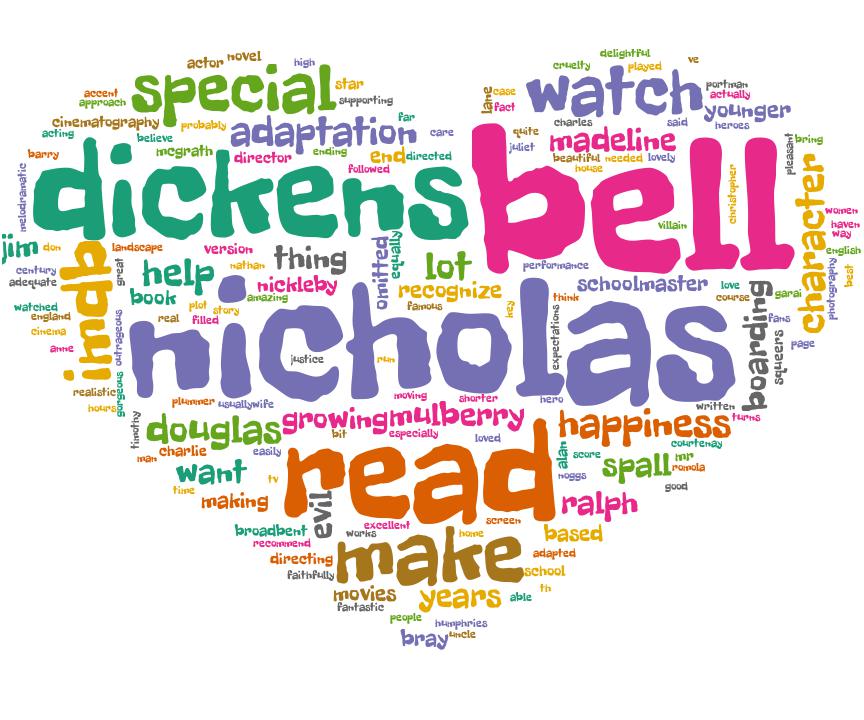 actor novel high delightful
special star cruelty played ve
accent approach supporting lane case fact watch portman actually
cinematography probably adaptation far care charles said younger heroes
acting believe mcgrath director ending end directed quite juliet madeline pleasant bring
barry melodramatic dickens followed bell beautiful needed lovely house christopher villain character
women haven way english best photography
jim don landscape version thing omitted equally lot performance
century adequate imdb great help nathan nickleby recognize schoolmaster love course garai
book amazing famous hey think boarding
watched england cinema plot story real filled nicholas expectations fans squeers page
anne outrageous justice run
realistic hours gorgeous plummer usually wife moving shorter hero written turns
timothy douglas growing mulberry happiness
bit especially loved courtenay
man charlie easily read alan score spall mr romola
want tv noggs good
time making evil ralph
broadbent excellent screen based
recommend works home
directing make adapted
faithfully school
movies years able th
fantastic
people humphries
bray uncle